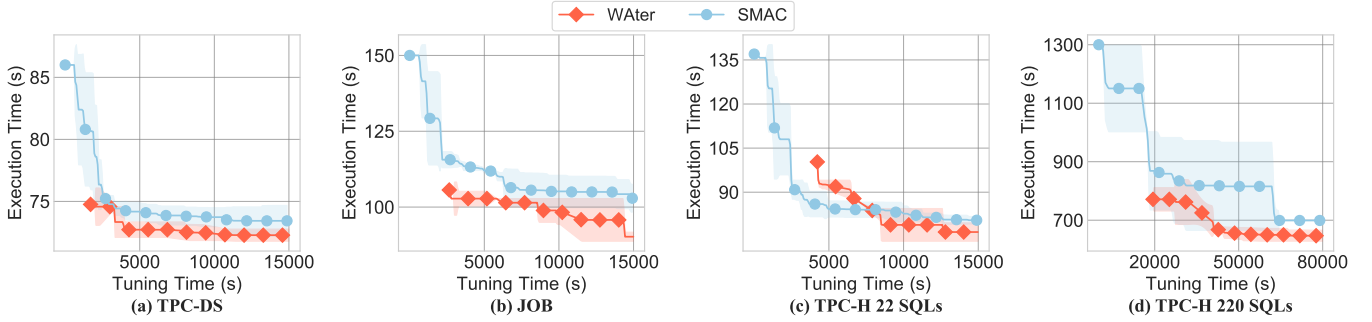 WAter SMAC
Execution Time (s)
85
80
75
5000 10000 15000
Tuning Time (s)
(a) TPC-DS
Execution Time (s)
150
125
100
5000 10000 15000
Tuning Time (s)
(b) JOB
Execution Time (s)
135
120
105
90
5000 10000 15000
Tuning Time (s)
(c) TPC-H 22 SQLs
Execution Time (s)
1300
1100
900
700
20000 40000 60000 80000
Tuning Time (s)
(d) TPC-H 220 SQLs